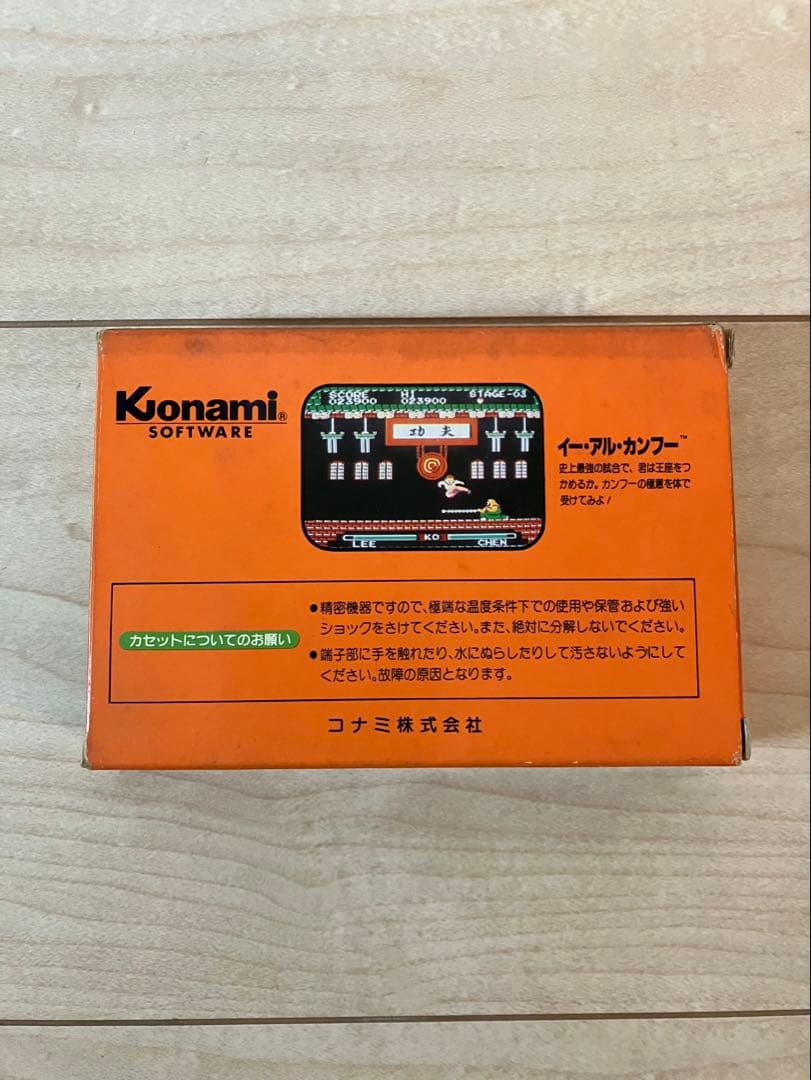 Konami®
SOFTWARE
SCORE HI STAGE-03
023900 023900
功夫
LEE KO CHEN
イー・アル・カンフー™
史上最強の試合で、君は王座をつ
かめるか。カンフーの極意を体で
受けてみよ!
カセットについてのお願い
●精密機器ですので、極端な温度条件下での使用や保管および強い
ショックをさけてください。また、絶対に分解しないでください。
●端子部に手を触れたり、水にぬらしたりして汚さないようにして
ください。故障の原因となります。
コナミ株式会社